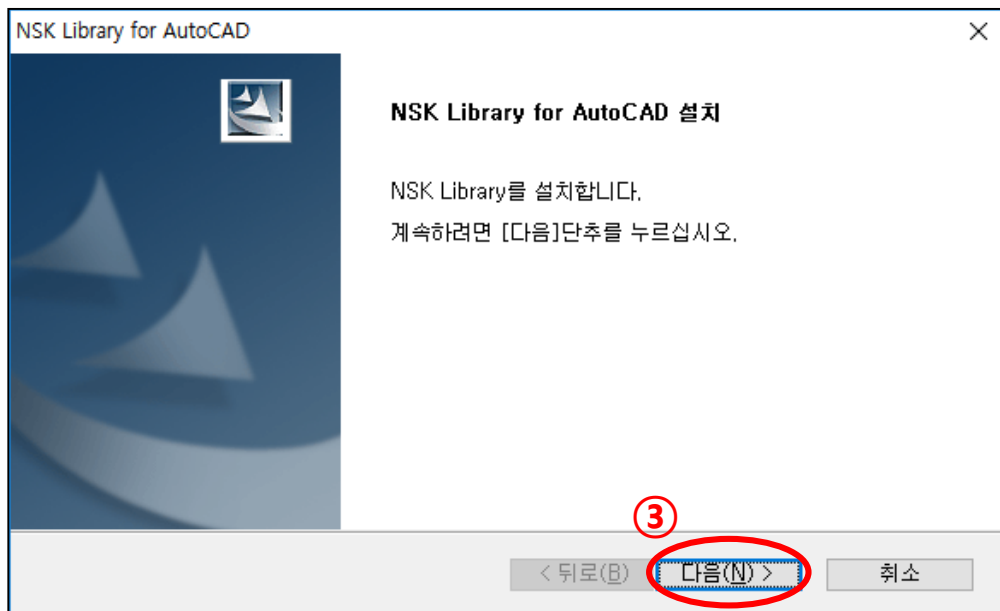 NSK Library for AutoCAD
NSK Library for AutoCAD 설치
NSK Library를 설치합니다.
계속하려면 [다음]단추를 누르십시오.
③
< 뒤로(B) 다음(N) > 취소